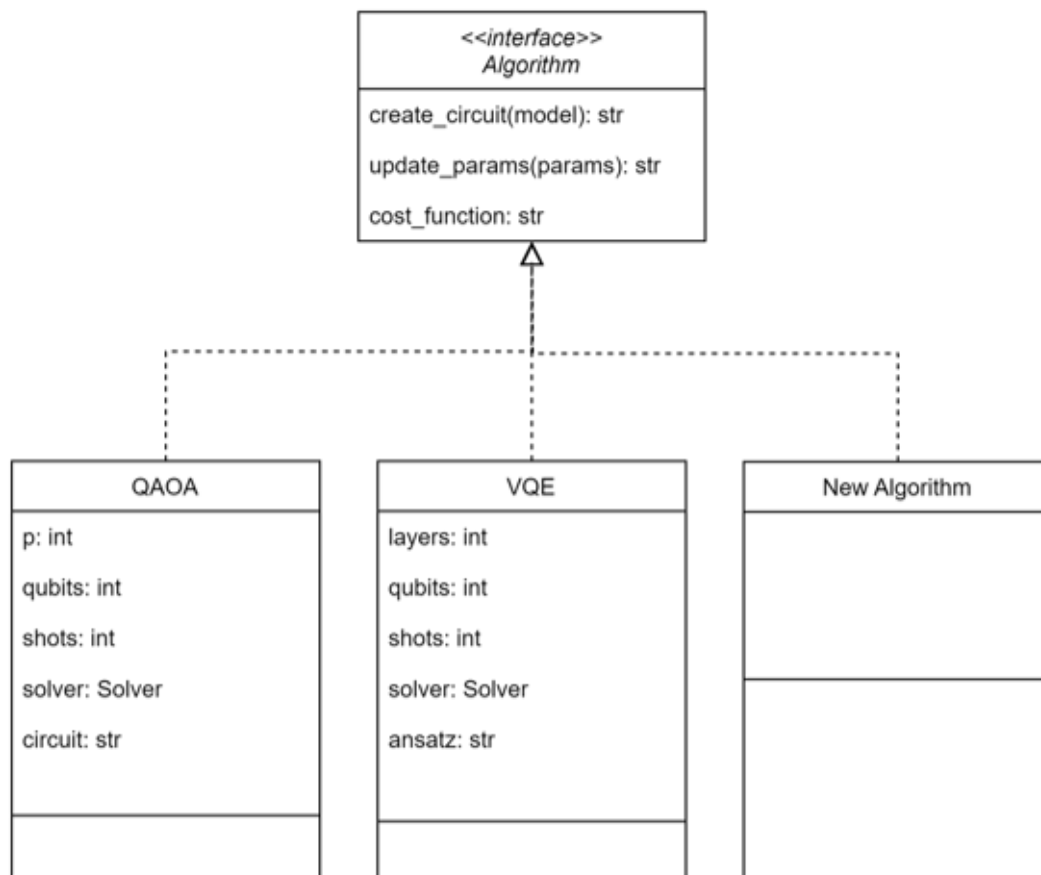 <<interface>>
Algorithm
create_circuit(model): str
update_params(params): str
cost_function: str
QAOA
p: int
qubits: int
shots: int
solver: Solver
circuit: str
VQE
layers: int
qubits: int
shots: int
solver: Solver
ansatz: str
New Algorithm